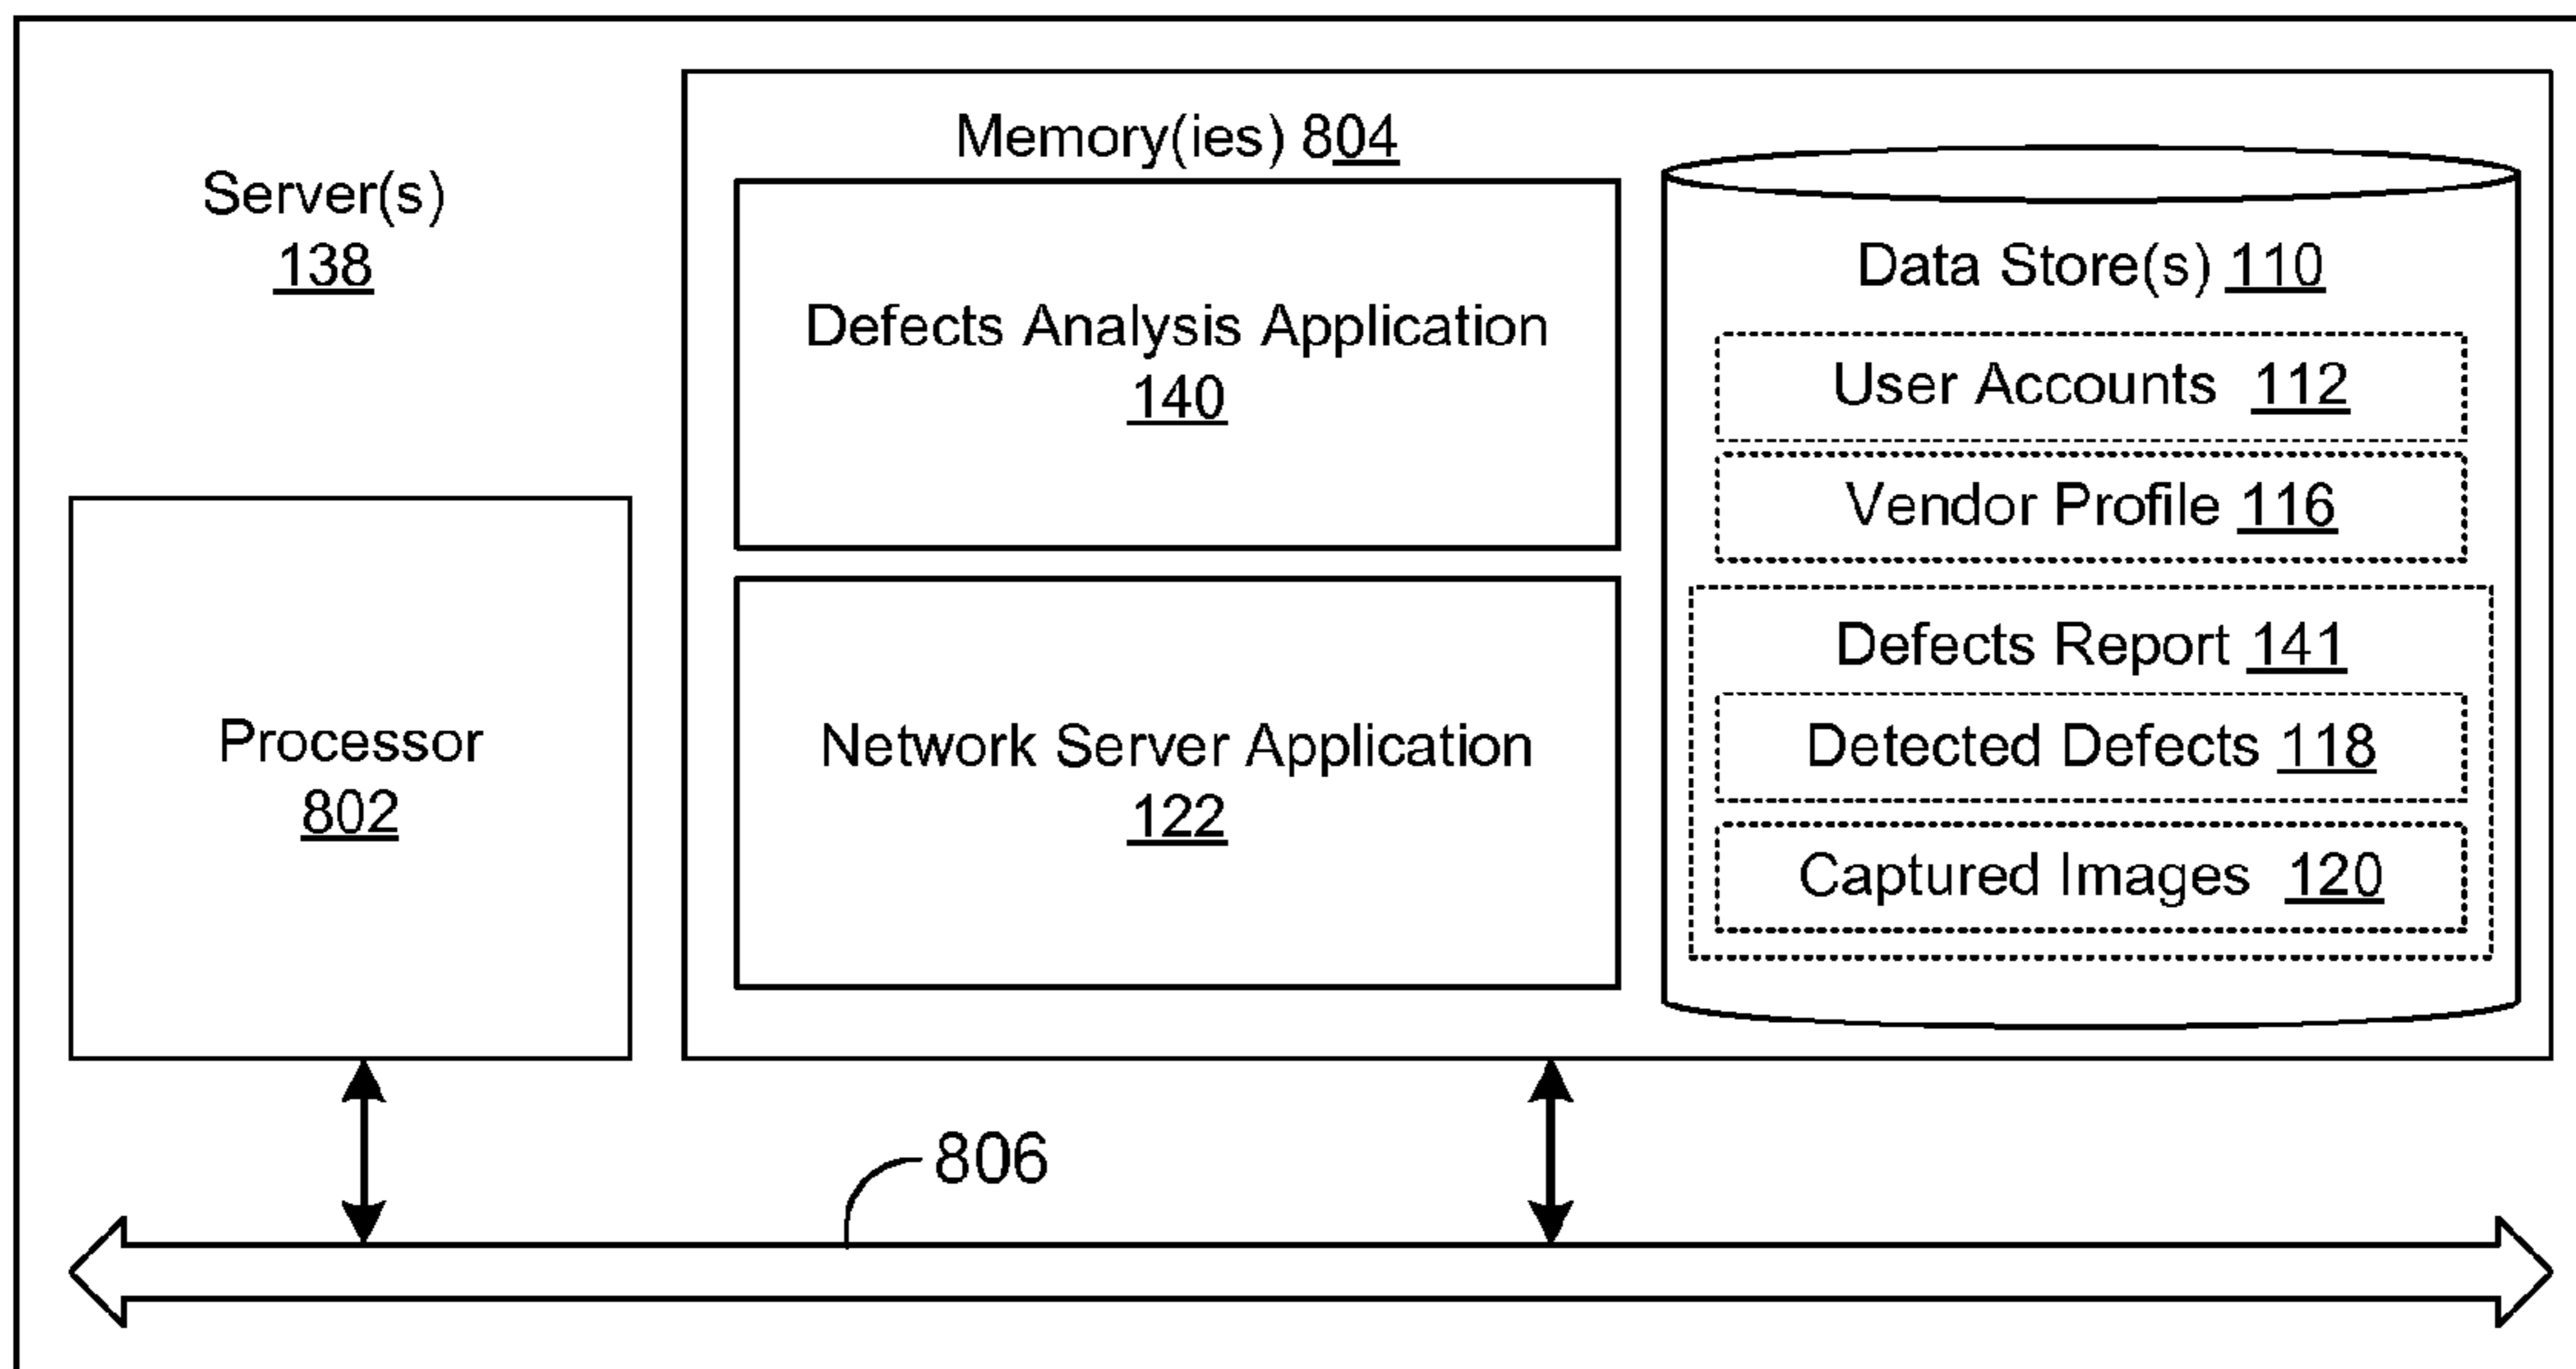 Server(s)
138
Processor
802
Memory(ies) 804
Defects Analysis Application
140
Network Server Application
122
Data Store(s) 110
User Accounts 112
Vendor Profile 116
Defects Report 141
Detected Defects 118
Captured Images 120
806